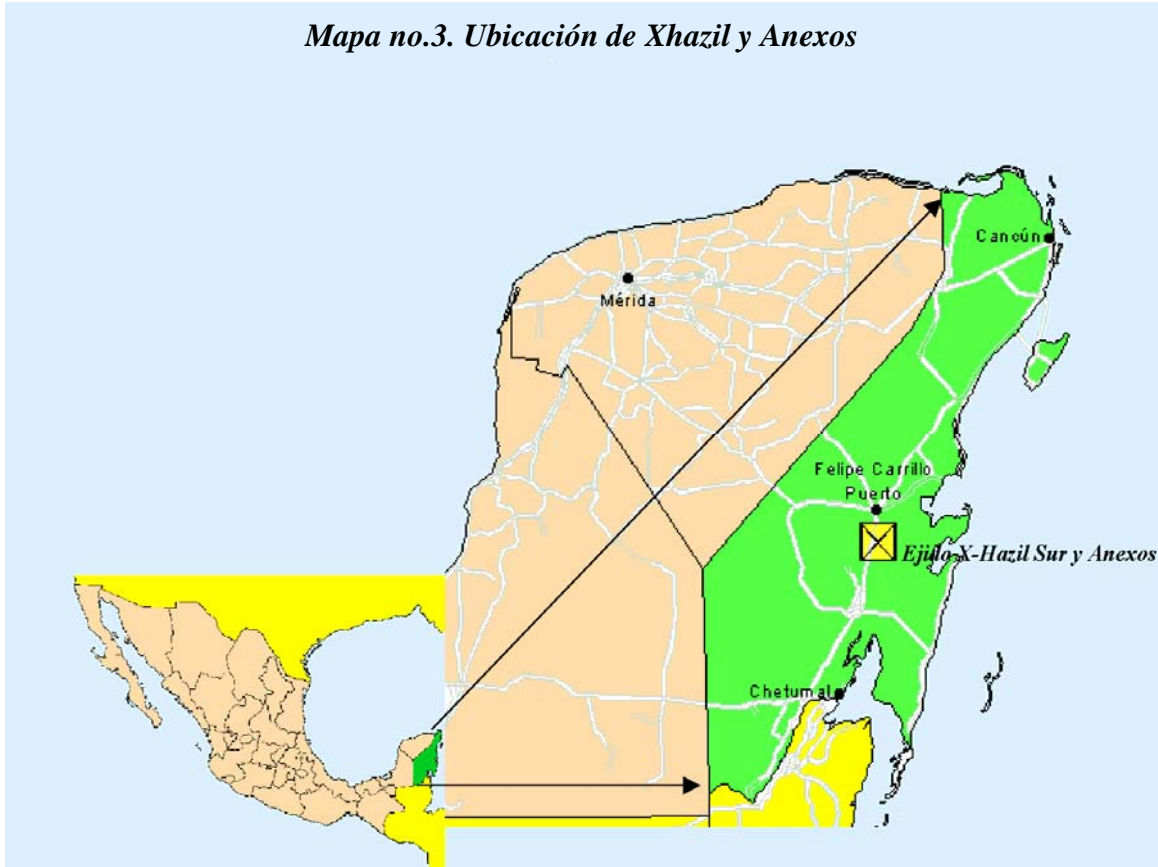 Mapa no.3. Ubicación de Xhazil y Anexos
Cancún
Mérida
Felipe Carrillo
Puerto
Ejido X-Hazil Sur y Anexos
Chetumal